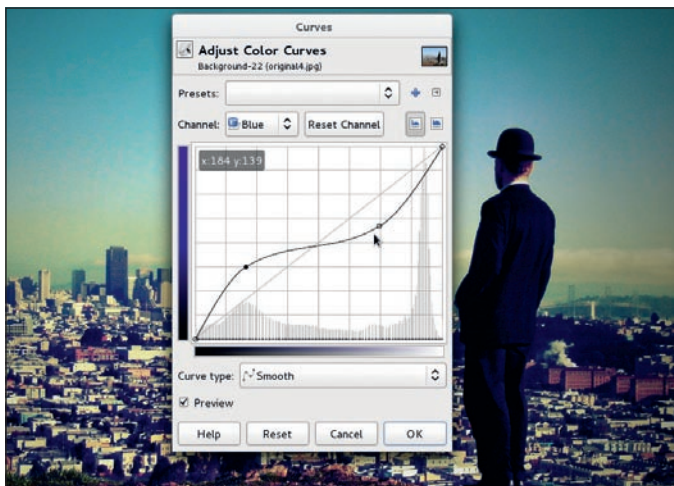 Curves
Adjust Color Curves
Background-22 (original4.jpg)
Presets:
Channel: Blue Reset Channel
x:184 y:139
Curve type: Smooth
Preview
Help Reset Cancel OK